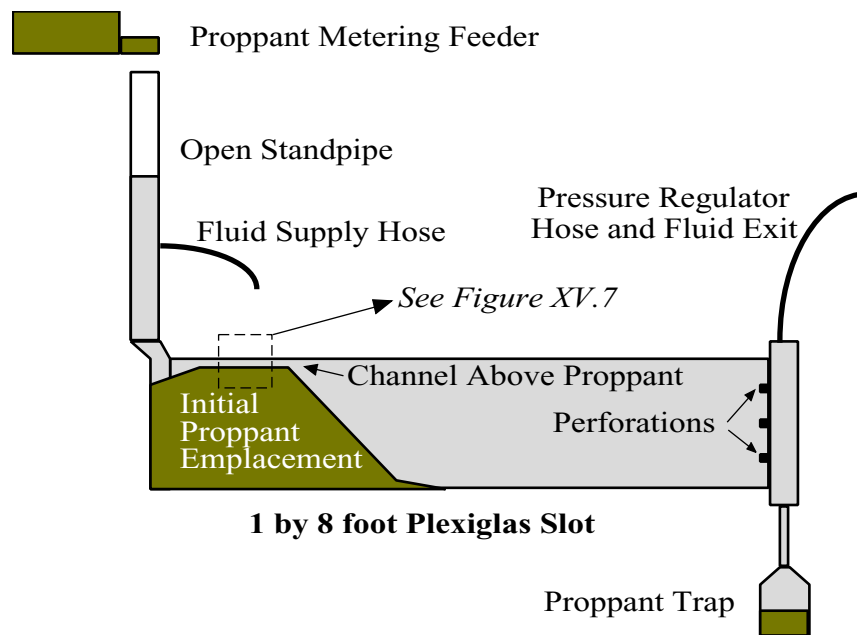 Proppant Metering Feeder
Open Standpipe
Pressure Regulator
Hose and Fluid Exit
Fluid Supply Hose
See Figure XV.7
Channel Above Proppant
Initial
Proppant
Emplacement
Perforations
1 by 8 foot Plexiglas Slot
Proppant Trap